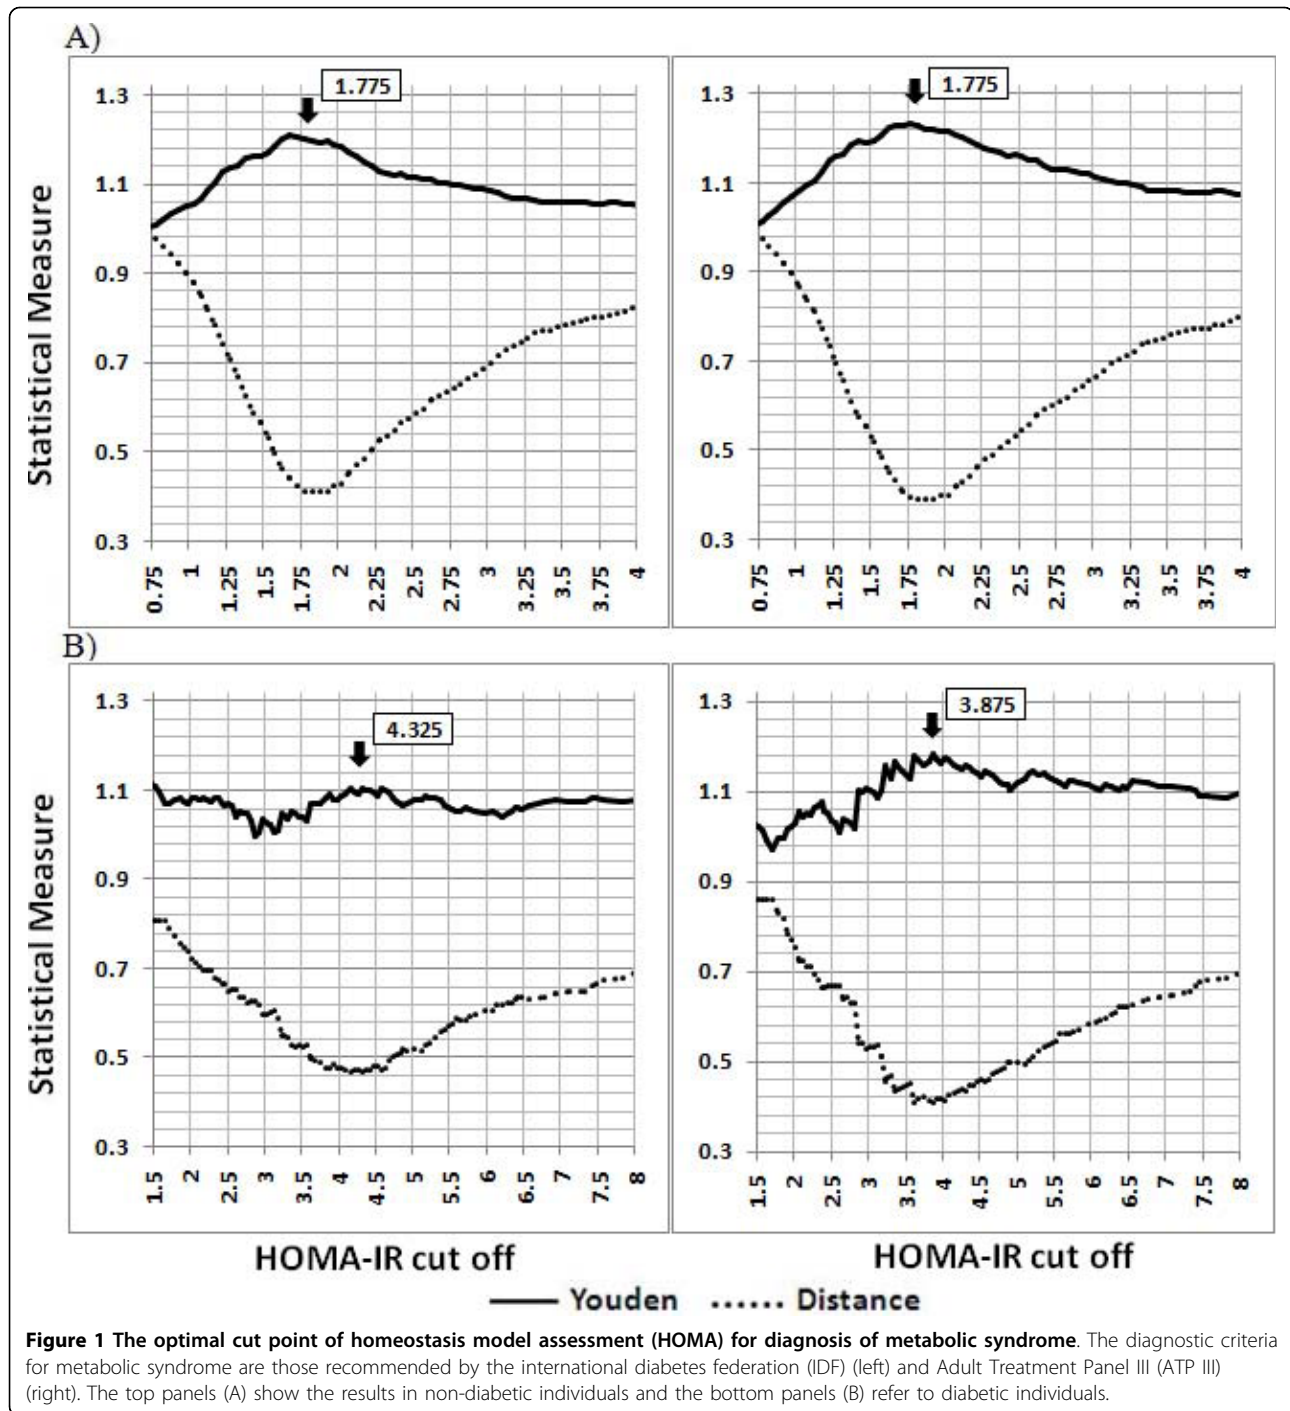 A)
1.775
1.3
1.1
0.9
0.7
0.5
0.3
Statistical Measure
0.75 1 1.25 1.5 1.75 2 2.25 2.5 2.75 3 3.25 3.5 3.75 4
1.775
1.3
1.1
0.9
0.7
0.5
0.3
0.75 1 1.25 1.5 1.75 2 2.25 2.5 2.75 3 3.25 3.5 3.75 4
B)
4.325
1.3
1.1
0.9
0.7
0.5
0.3
Statistical Measure
1.5 2 2.5 3 3.5 4 4.5 5 5.5 6 6.5 7 7.5 8
HOMA-IR cut off
3.875
1.3
1.1
0.9
0.7
0.5
0.3
1.5 2 2.5 3 3.5 4 4.5 5 5.5 6 6.5 7 7.5 8
HOMA-IR cut off
Youden Distance
Figure 1 The optimal cut point of homeostasis model assessment (HOMA) for diagnosis of metabolic syndrome. The diagnostic criteria
for metabolic syndrome are those recommended by the international diabetes federation (IDF) (left) and Adult Treatment Panel III (ATP III)
(right). The top panels (A) show the results in non-diabetic individuals and the bottom panels (B) refer to diabetic individuals.